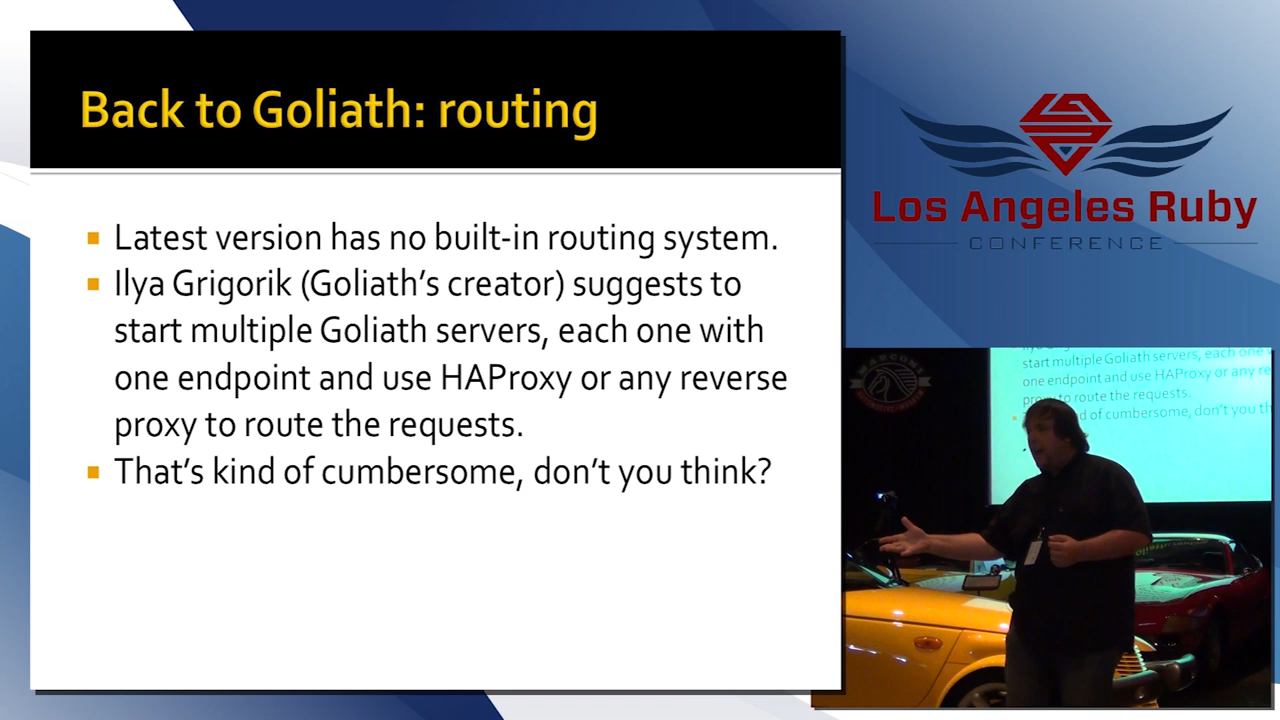 Back to Goliath: routing
Latest version has no built-in routing system.
Ilya Grigorik (Goliath's creator) suggests to
start multiple Goliath servers, each one with
one endpoint and use HAProxy or any reverse
proxy to route the requests.
That's kind of cumbersome, don't you think?
Los Angeles Ruby
CONFERENCE
start multiple Goliath servers, each one
one endpoint and use HAProxy or any re
proxy to route the requests.
d of cumbersome, don't you th